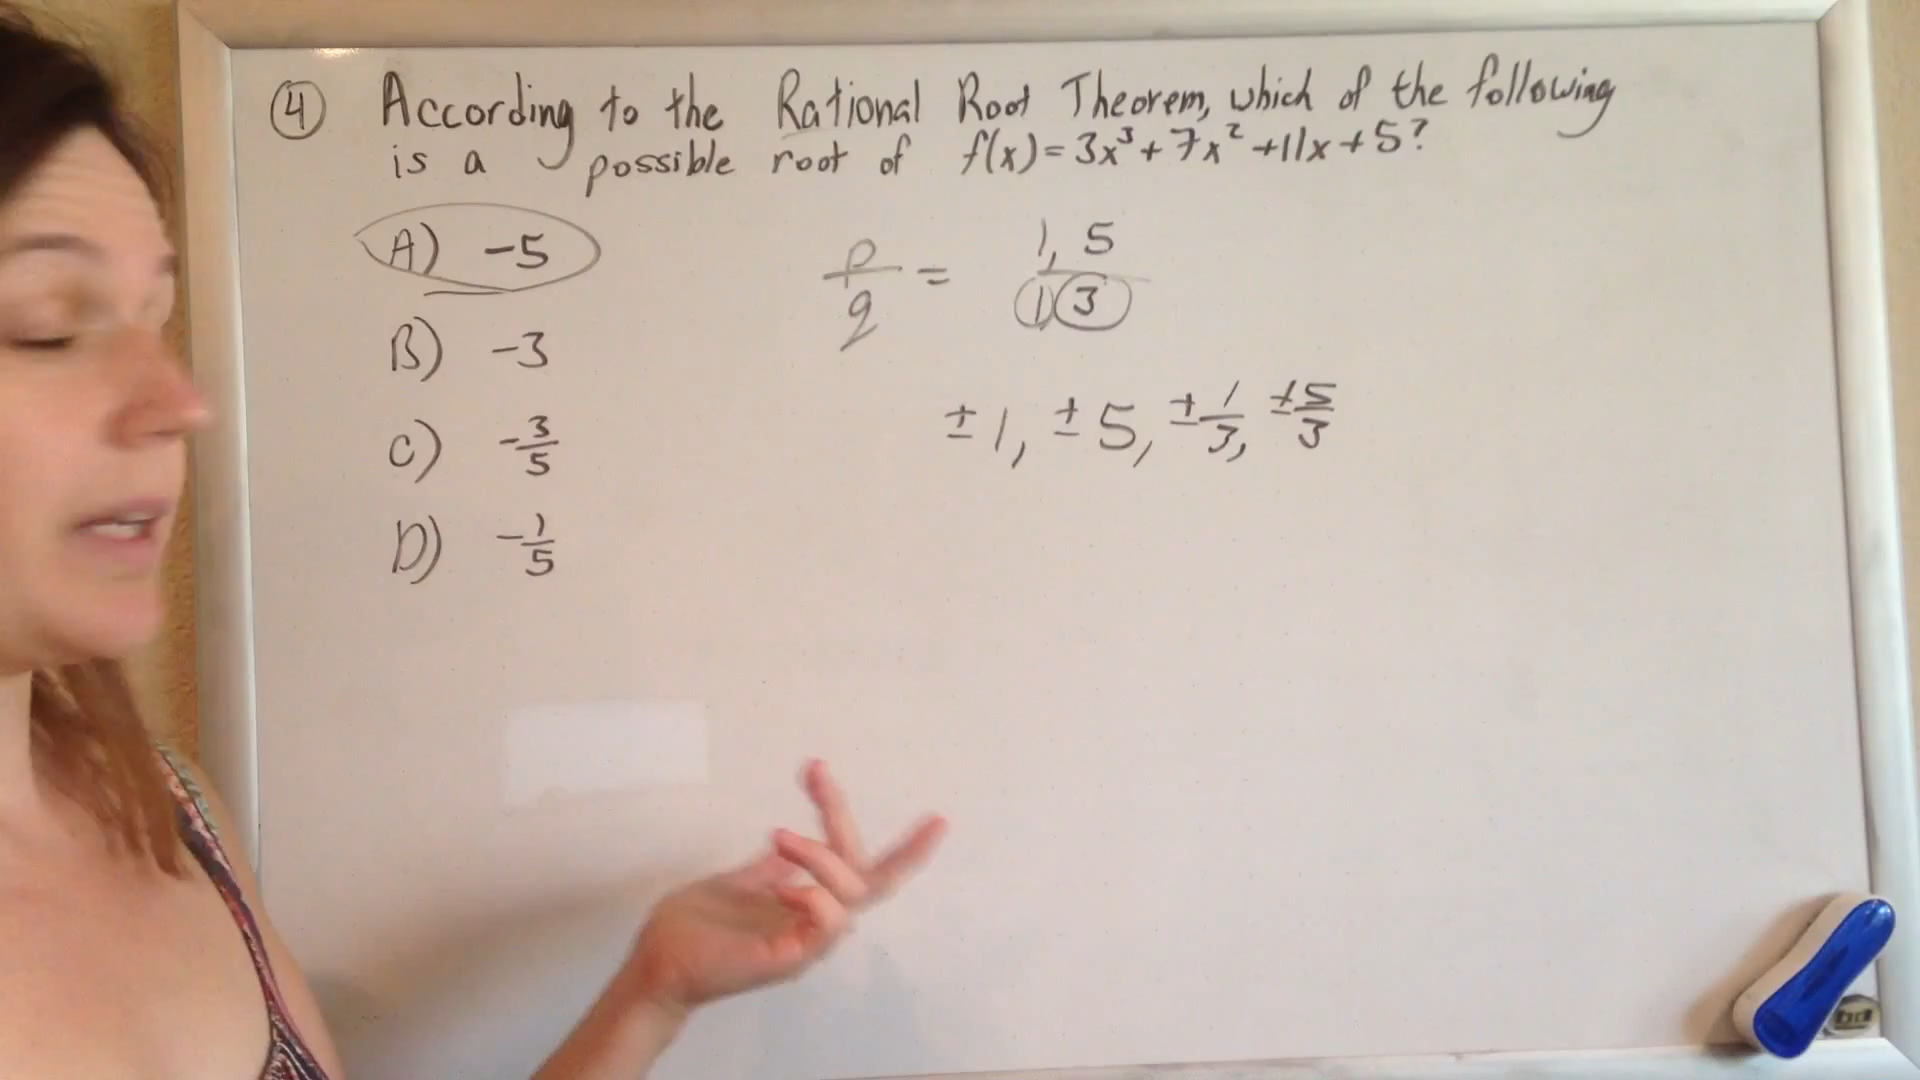 ④ According to the Rational Root Theorem, which of the following
is a possible root of f(x)=3x³+7x²+11x+5?
A) -5
B) -3
C) -3/5
D) -1/5
p/q = 1, 5 / 1 3
±1, ±5, ±1/3, ±5/3